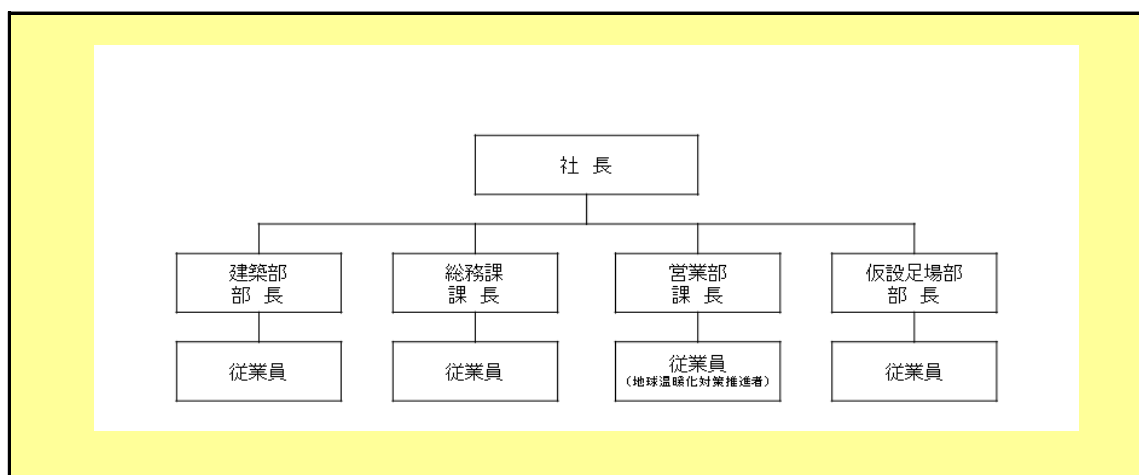 社 長
建築部
部 長
総務課
課 長
営業部
課 長
仮設足場部
部 長
従業員
従業員
従業員
（地球温暖化対策推進者）
従業員